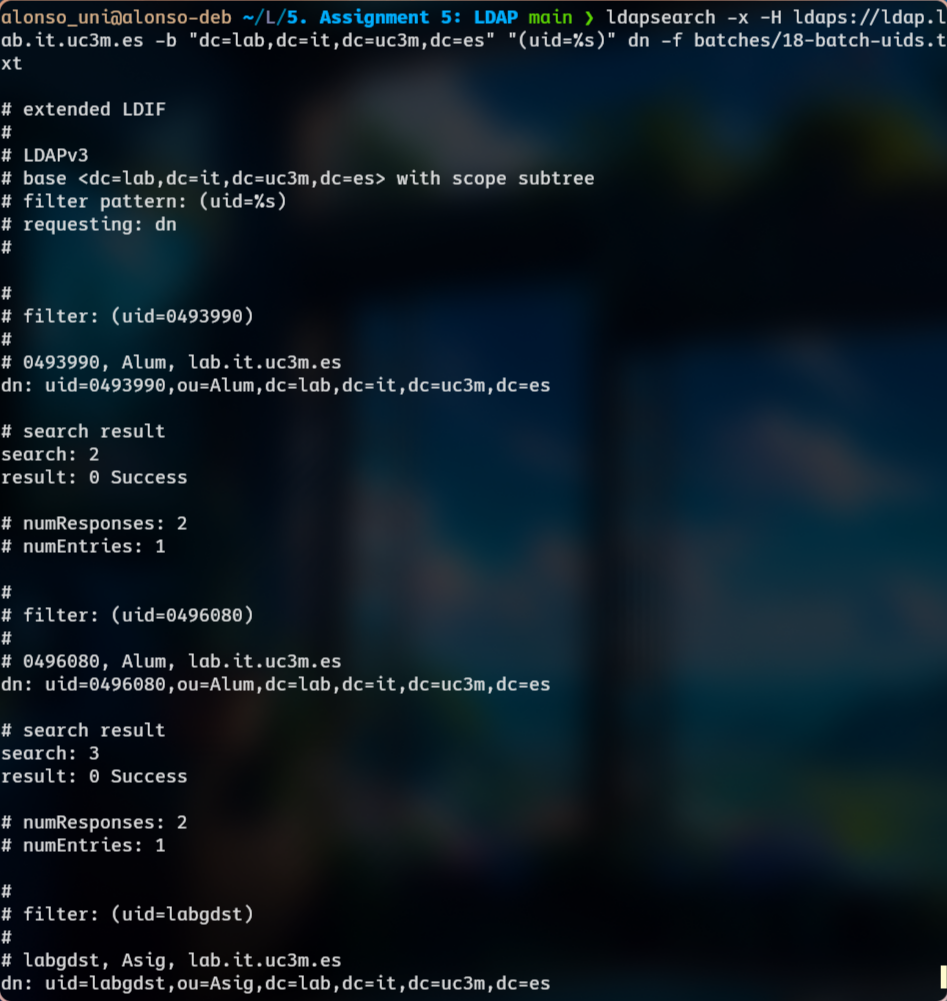 alonso_uni@alonso-deb ~/L/5. Assignment 5: LDAP main ❯ ldapsearch -x -H ldaps://ldap.l
ab.it.uc3m.es -b "dc=lab,dc=it,dc=uc3m,dc=es" "(uid=%s)" dn -f batches/18-batch-uids.t
xt
# extended LDIF
#
# LDAPv3
# base <dc=lab,dc=it,dc=uc3m,dc=es> with scope subtree
# filter pattern: (uid=%s)
# requesting: dn
#
#
# filter: (uid=0493990)
#
# 0493990, Alum, lab.it.uc3m.es
dn: uid=0493990,ou=Alum,dc=lab,dc=it,dc=uc3m,dc=es
# search result
search: 2
result: 0 Success
# numResponses: 2
# numEntries: 1
#
# filter: (uid=0496080)
#
# 0496080, Alum, lab.it.uc3m.es
dn: uid=0496080,ou=Alum,dc=lab,dc=it,dc=uc3m,dc=es
# search result
search: 3
result: 0 Success
# numResponses: 2
# numEntries: 1
#
# filter: (uid=labgdst)
#
# labgdst, Asig, lab.it.uc3m.es
dn: uid=labgdst,ou=Asig,dc=lab,dc=it,dc=uc3m,dc=es